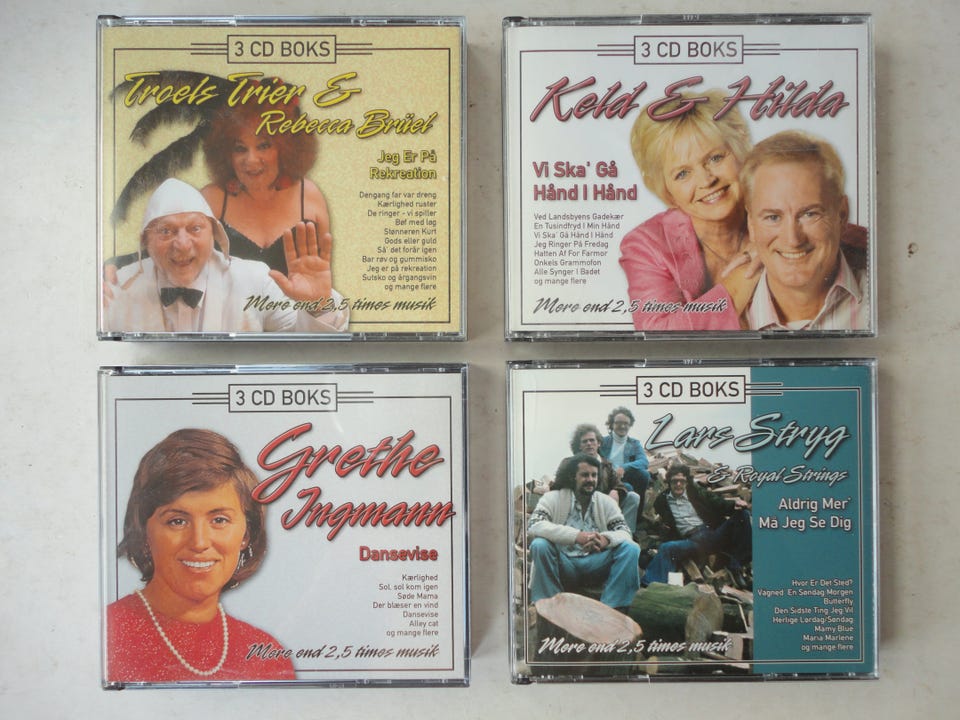 3 CD BOKS
Troels Trier &
Rebecca Brüel
Jeg Er På
Rekreation
Dengang far var dreng
Kærlighed ruster
De ringer - vi spiller
Bøf med løg
Stønneren Kurt
Gods eller guld
Så' det forår igen
Bar røv og gummisko
Jeg er på rekreation
Sutsko og årgangsvin
og mange flere
Mere end 2,5 times musik
3 CD BOKS
Keld & Hilda
Vi Ska' Gå
Hånd I Hånd
Ved Landsbyens Gadekær
En Tusindfryd I Min Hånd
Vi Ska' Gå Hånd I Hånd
Jeg Ringer På Fredag
Hatten Af For Farmor
Onkels Grammofon
Alle Synger I Badet
og mange flere
Mere end 2,5 times musik
3 CD BOKS
Grethe
Ingmann
Dansevise
Kærlighed
Sol, sol kom igen
Søde Mama
Der blæser en vind
Dansevise
Alley cat
og mange flere
Mere end 2,5 times musik
3 CD BOKS
Lars Stryg
& Royal Strings
Aldrig Mer'
Må Jeg Se Dig
Hvor Er Det Sted?
Vågned' En Søndag Morgen
Butterfly
Den Sidste Ting Jeg Vil
Herlige Lørdag/Søndag
Mamy Blue
Maria Marlene
og mange flere
Mere end 2,5 times musik